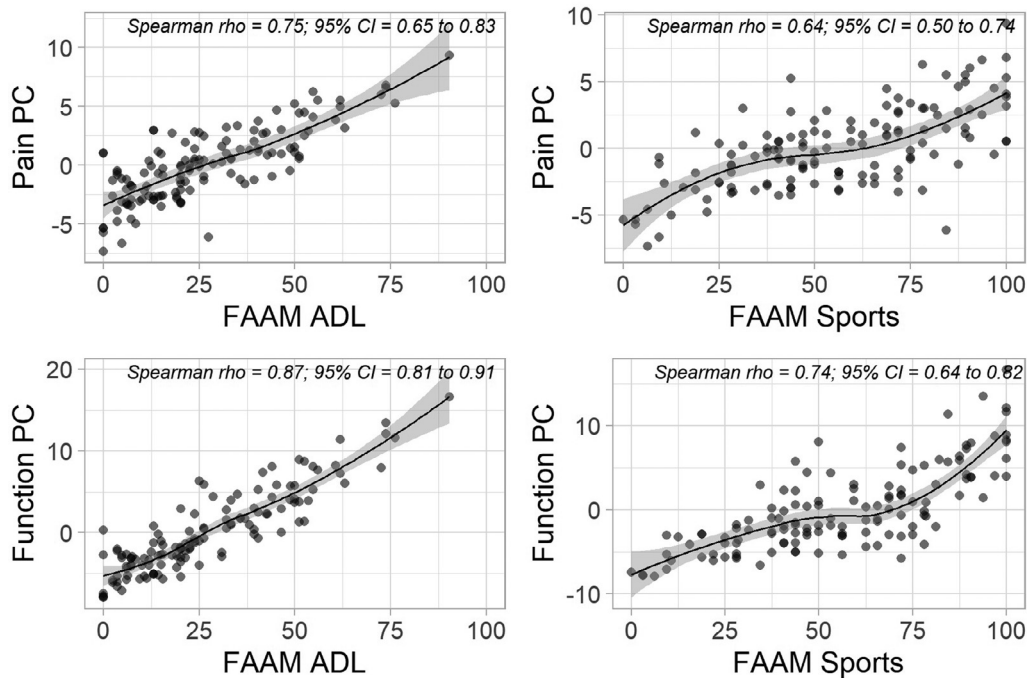 Spearman rho = 0.75; 95% CI = 0.65 to 0.83
10
5
0
-5
Pain PC
0
25
50
75
100
FAAM ADL
Spearman rho = 0.64; 95% CI = 0.50 to 0.74
10
5
0
-5
Pain PC
0
25
50
75
100
FAAM Sports
Spearman rho = 0.87; 95% CI = 0.81 to 0.91
20
10
0
Function PC
0
25
50
75
100
FAAM ADL
Spearman rho = 0.74; 95% CI = 0.64 to 0.82
10
0
-10
Function PC
0
25
50
75
100
FAAM Sports